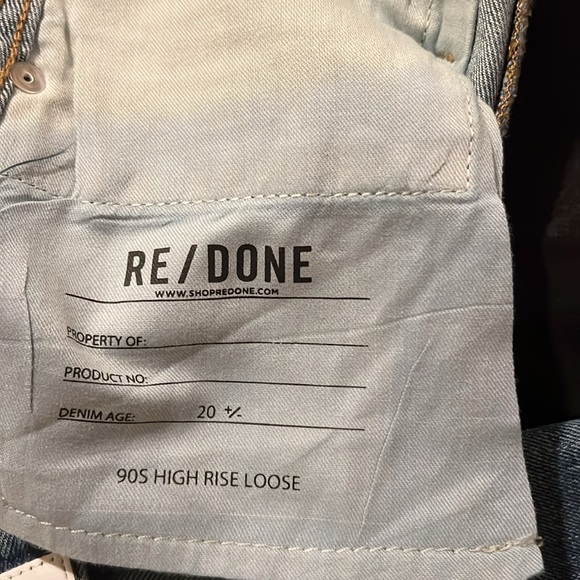 RE/DONE
WWW.SHOPREDONE.COM
PROPERTY OF:
PRODUCT NO:
DENIM AGE: 20 +/-
90S HIGH RISE LOOSE